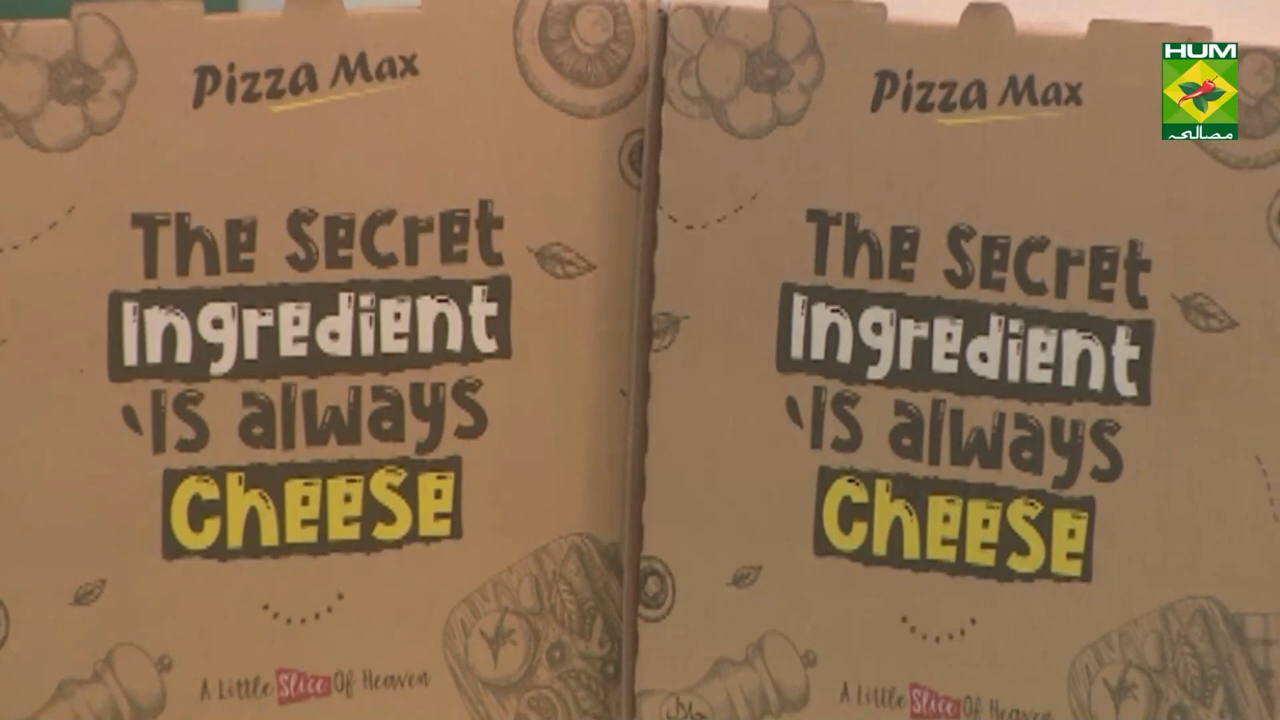 Pizza Max
The Secret
Ingredient
Is always
Cheese
A Little Slice Of Heaven
Pizza Max
The Secret
Ingredient
Is always
Cheese
A Little Slice Of Heaven
HUM
مصالحہ